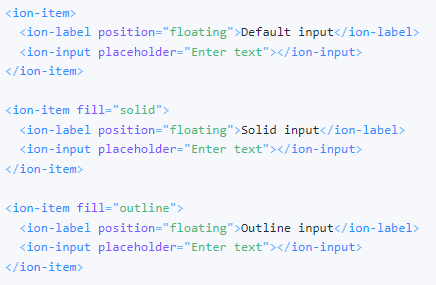 <ion-item>
  <ion-label position="floating">Default input</ion-label>
  <ion-input placeholder="Enter text"></ion-input>
</ion-item>

<ion-item fill="solid">
  <ion-label position="floating">Solid input</ion-label>
  <ion-input placeholder="Enter text"></ion-input>
</ion-item>

<ion-item fill="outline">
  <ion-label position="floating">Outline input</ion-label>
  <ion-input placeholder="Enter text"></ion-input>
</ion-item>